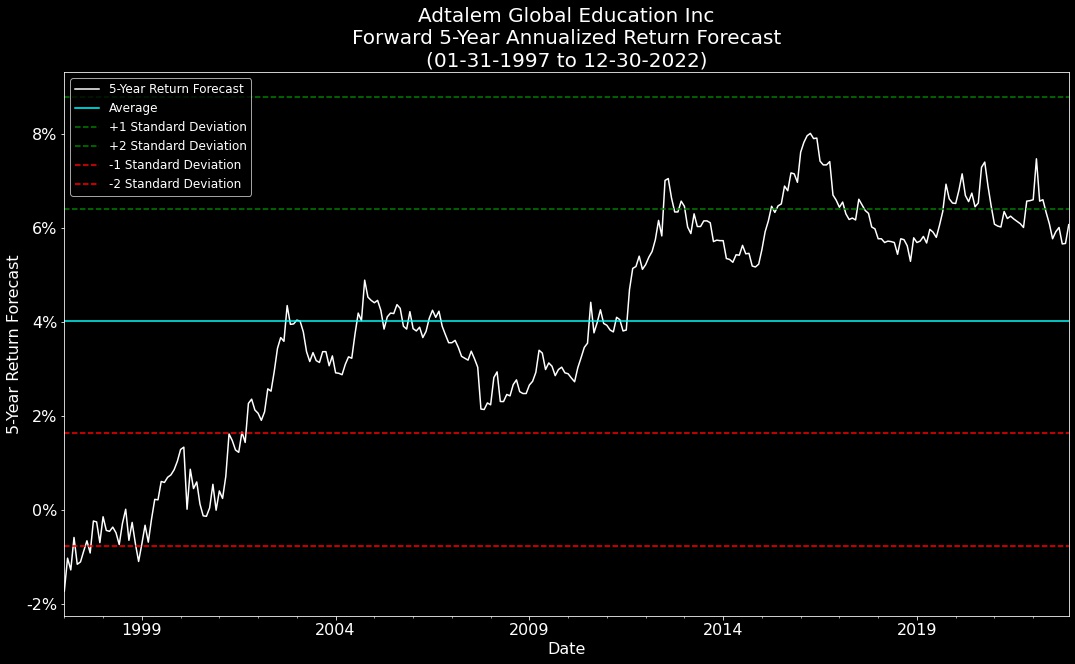 Adtalem Global Education Inc
Forward 5-Year Annualized Return Forecast
(01-31-1997 to 12-30-2022)
5-Year Return Forecast
Average
+1 Standard Deviation
+2 Standard Deviation
-1 Standard Deviation
-2 Standard Deviation
5-Year Return Forecast
8%
6%
4%
2%
0%
-2%
1999 2004 2009 2014 2019
Date